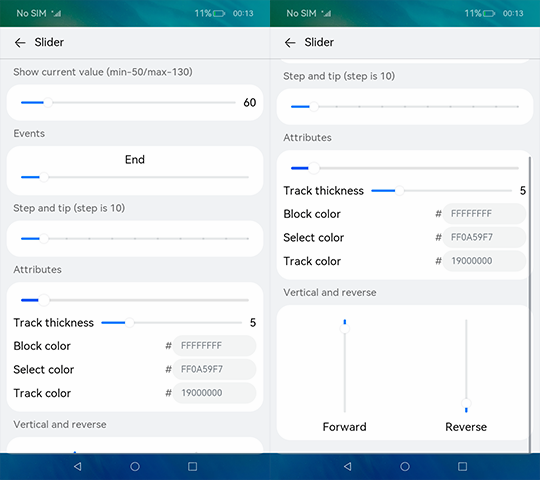 No SIM
11%
00:13
Slider
Show current value (min-50/max-130)
60
Events
End
Step and tip (step is 10)
Attributes
Track thickness
5
Block color
# FFFFFFFF
Select color
# FF0A59F7
Track color
# 19000000
Vertical and reverse
No SIM
11%
00:13
Slider
Step and tip (step is 10)
Attributes
Track thickness
5
Block color
# FFFFFFFF
Select color
# FF0A59F7
Track color
# 19000000
Vertical and reverse
Forward
Reverse